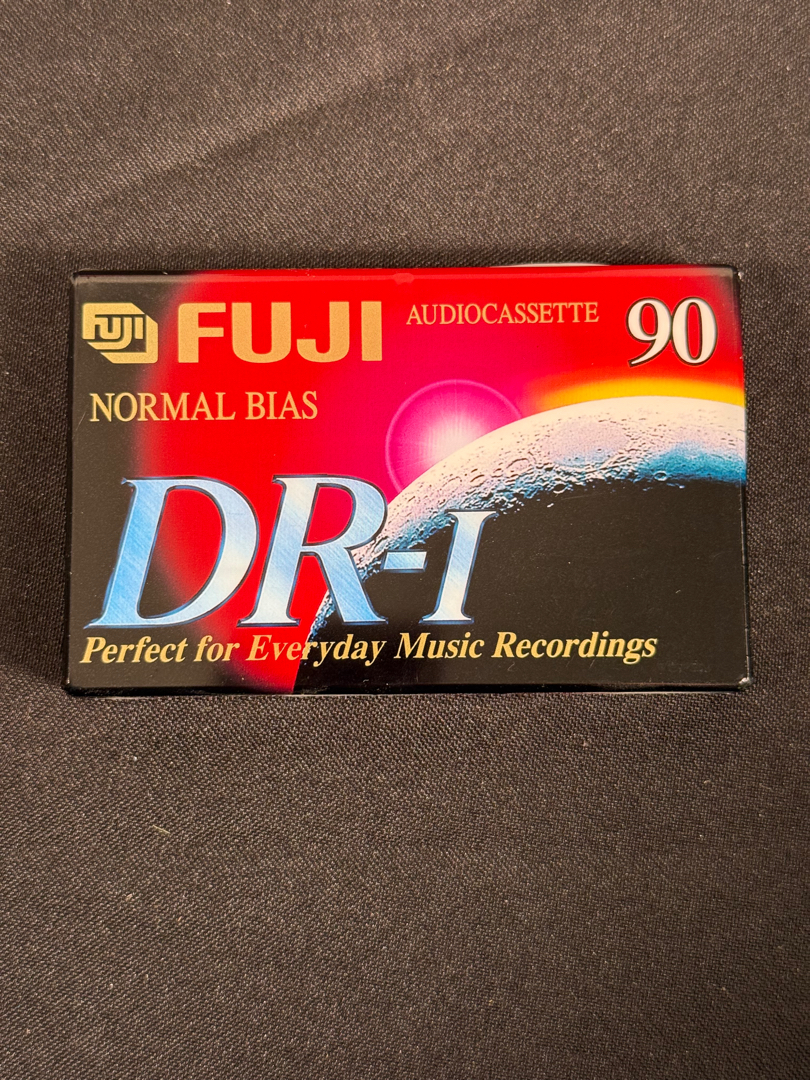 FUJI FUJI AUDIOCASSETTE 90
NORMAL BIAS
DR-I
Perfect for Everyday Music Recordings